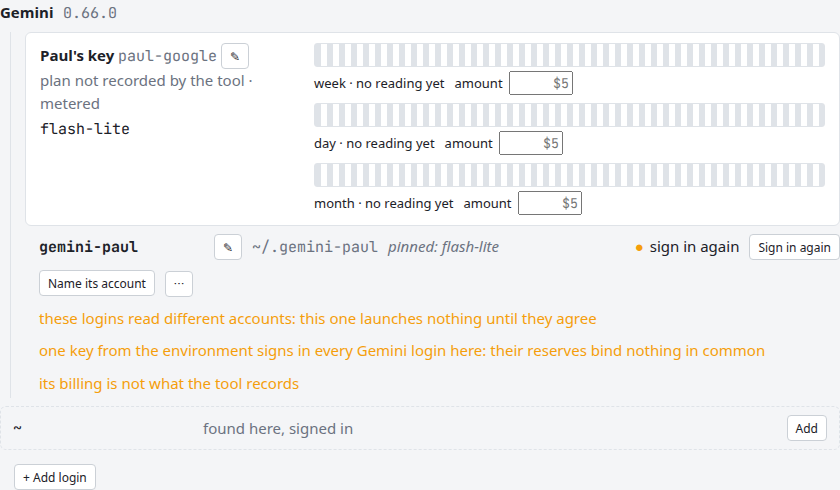 Gemini 0.66.0
Paul's key paul-google ✎
plan not recorded by the tool ·
metered
flash-lite
week · no reading yet amount $5
day · no reading yet amount $5
month · no reading yet amount $5
gemini-paul ✎ ~/.gemini-paul pinned: flash-lite ● sign in again Sign in again
Name its account ...
these logins read different accounts: this one launches nothing until they agree
one key from the environment signs in every Gemini login here: their reserves bind nothing in common
its billing is not what the tool records
~ found here, signed in Add
+ Add login